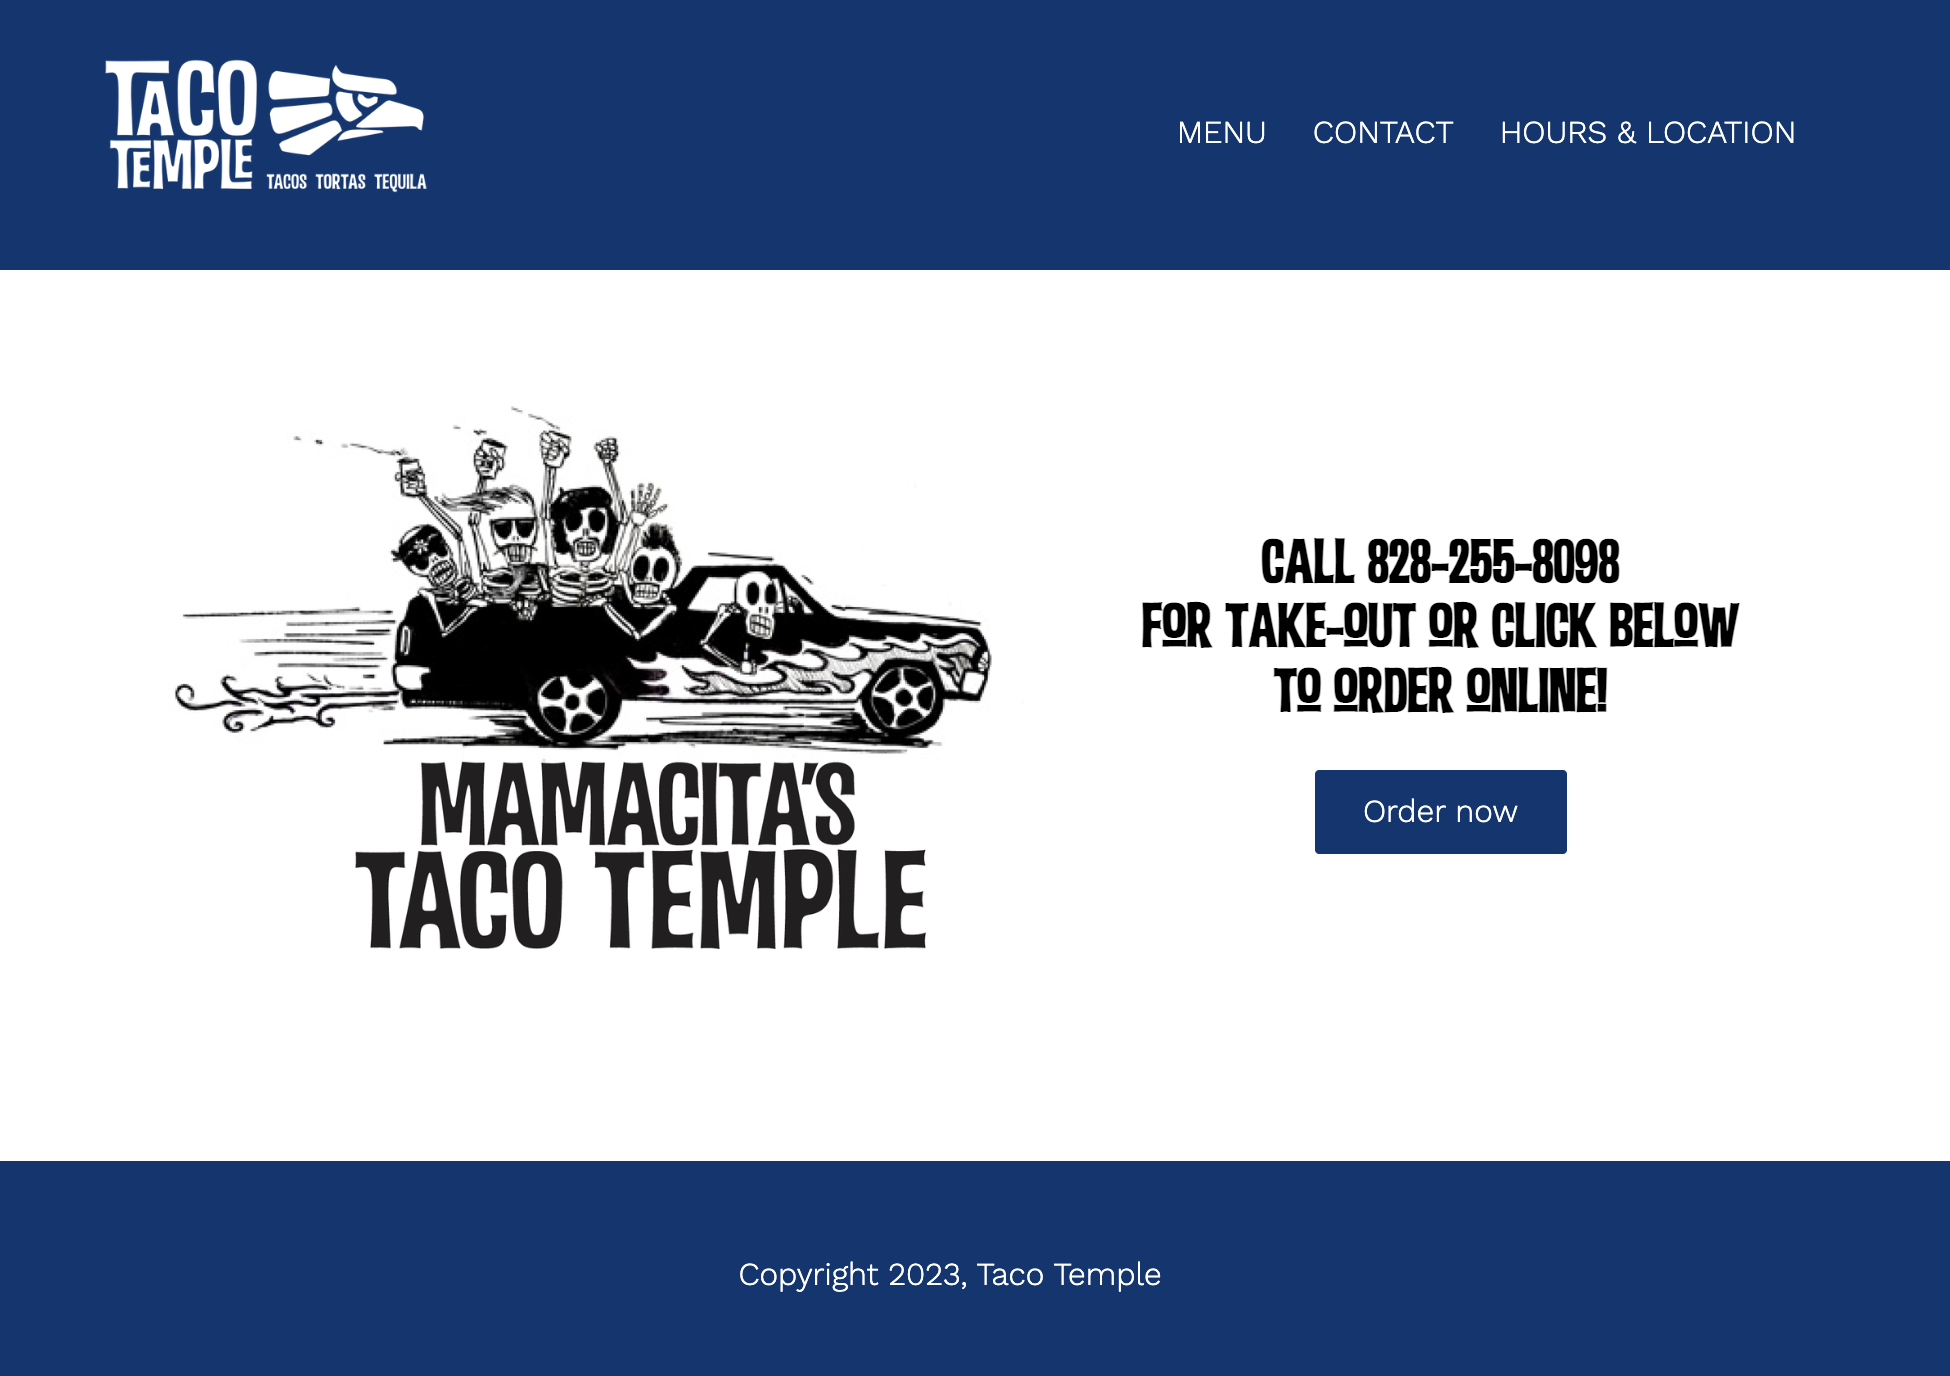 TACO
TEMPLE
TACOS TORTAS TEQUILA
MENU CONTACT HOURS & LOCATION
MAMACITA'S
TACO TEMPLE
CALL 828-255-8098
FOR TAKE-OUT OR CLICK BELOW
TO ORDER ONLINE!
Order now
Copyright 2023, Taco Temple